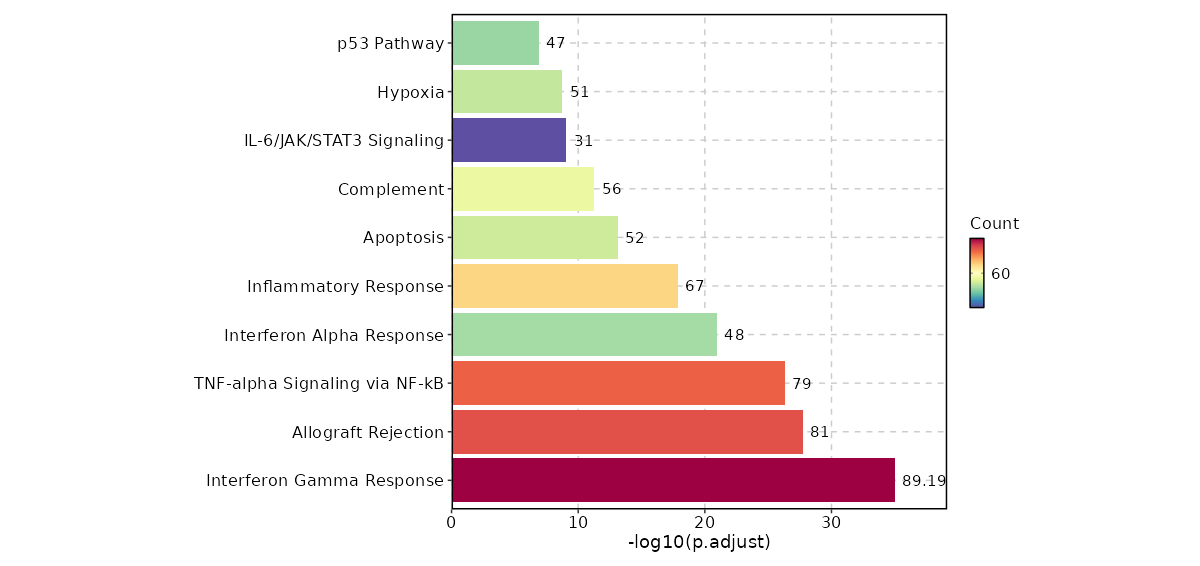 p53 Pathway 47
Hypoxia 51
IL-6/JAK/STAT3 Signaling 31
Complement 56
Apoptosis 52
Inflammatory Response 67
Interferon Alpha Response 48
TNF-alpha Signaling via NF-kB 79
Allograft Rejection 81
Interferon Gamma Response 89.19
0 10 20 30
-log10(p.adjust)
Count
60